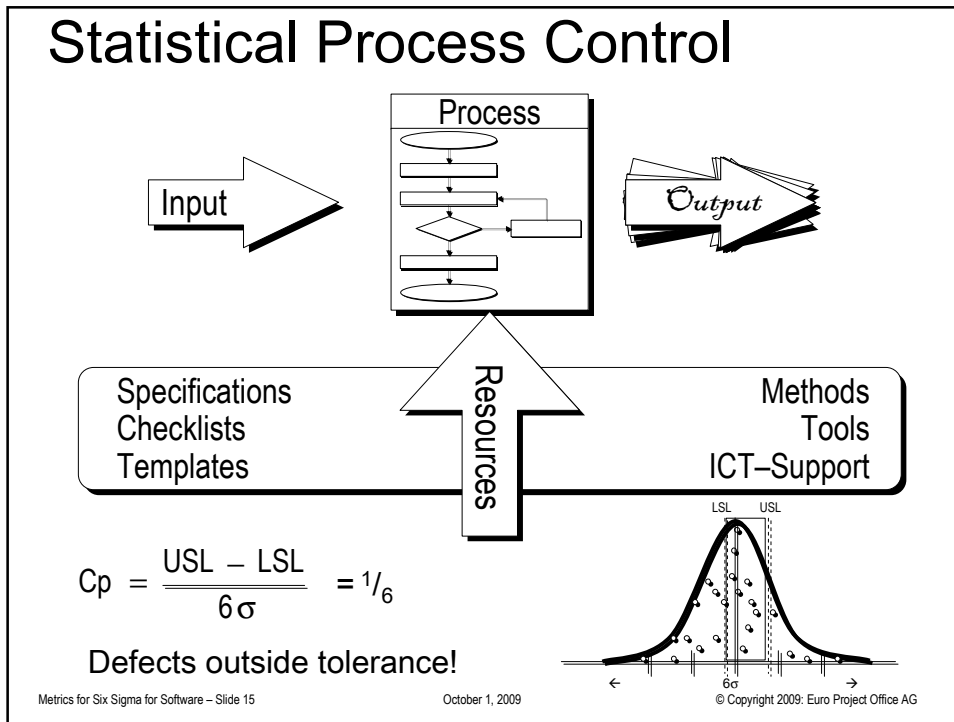 Statistical Process Control
Process
Input
Output
Resources
Specifications
Checklists
Templates
Methods
Tools
ICT–Support
LSL USL
Cp = USL – LSL / 6σ = 1/6
Defects outside tolerance!
← 6σ →
Metrics for Six Sigma for Software – Slide 15
October 1, 2009
© Copyright 2009: Euro Project Office AG